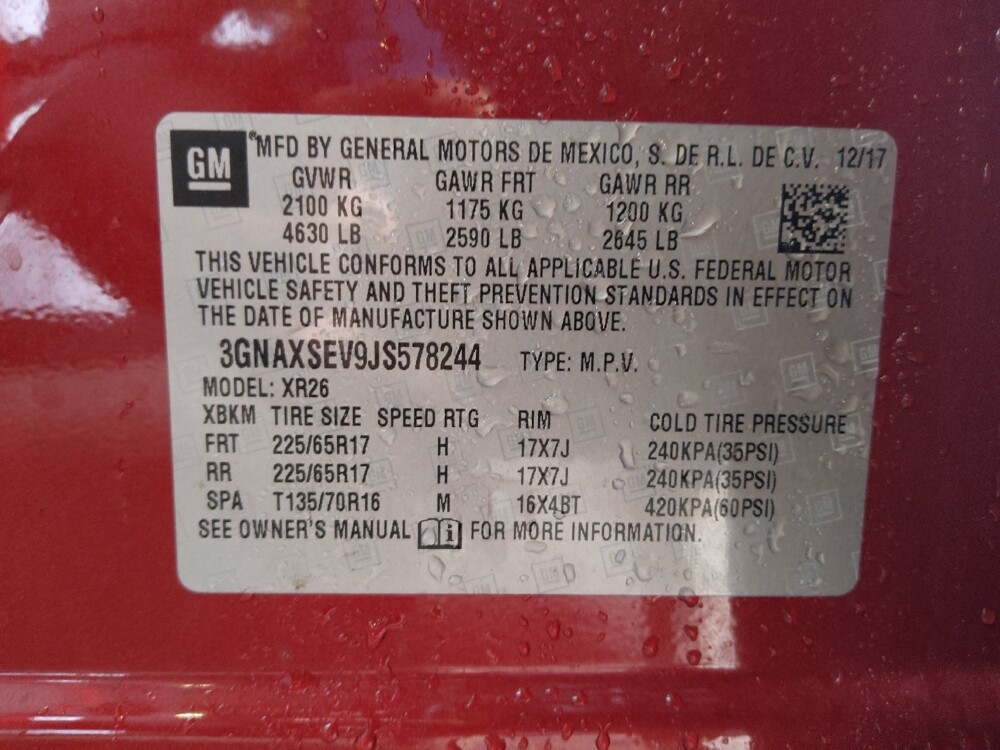 GM
MFD BY GENERAL MOTORS DE MEXICO, S. DE R.L. DE C.V. 12/17
GVWR GAWR FRT GAWR RR
2100 KG 1175 KG 1200 KG
4630 LB 2590 LB 2645 LB
THIS VEHICLE CONFORMS TO ALL APPLICABLE U.S. FEDERAL MOTOR
VEHICLE SAFETY AND THEFT PREVENTION STANDARDS IN EFFECT ON
THE DATE OF MANUFACTURE SHOWN ABOVE.
3GNAXSEV9JS578244 TYPE: M.P.V.
MODEL: XR26
XBKM TIRE SIZE SPEED RTG RIM COLD TIRE PRESSURE
FRT 225/65R17 H 17X7J 240KPA(35PSI)
RR 225/65R17 H 17X7J 240KPA(35PSI)
SPA T135/70R16 M 16X4BT 420KPA(60PSI)
SEE OWNER'S MANUAL i FOR MORE INFORMATION.